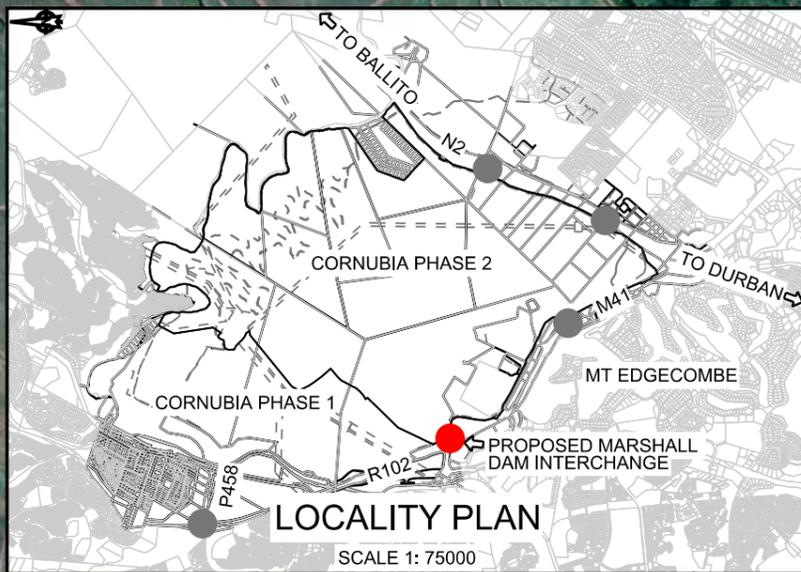 TO BALLITO
N2
CORNUBIA PHASE 2
TO DURBAN
M41
MT EDGECOMBE
CORNUBIA PHASE 1
PROPOSED MARSHALL
DAM INTERCHANGE
R102
P458
LOCALITY PLAN
SCALE 1: 75000